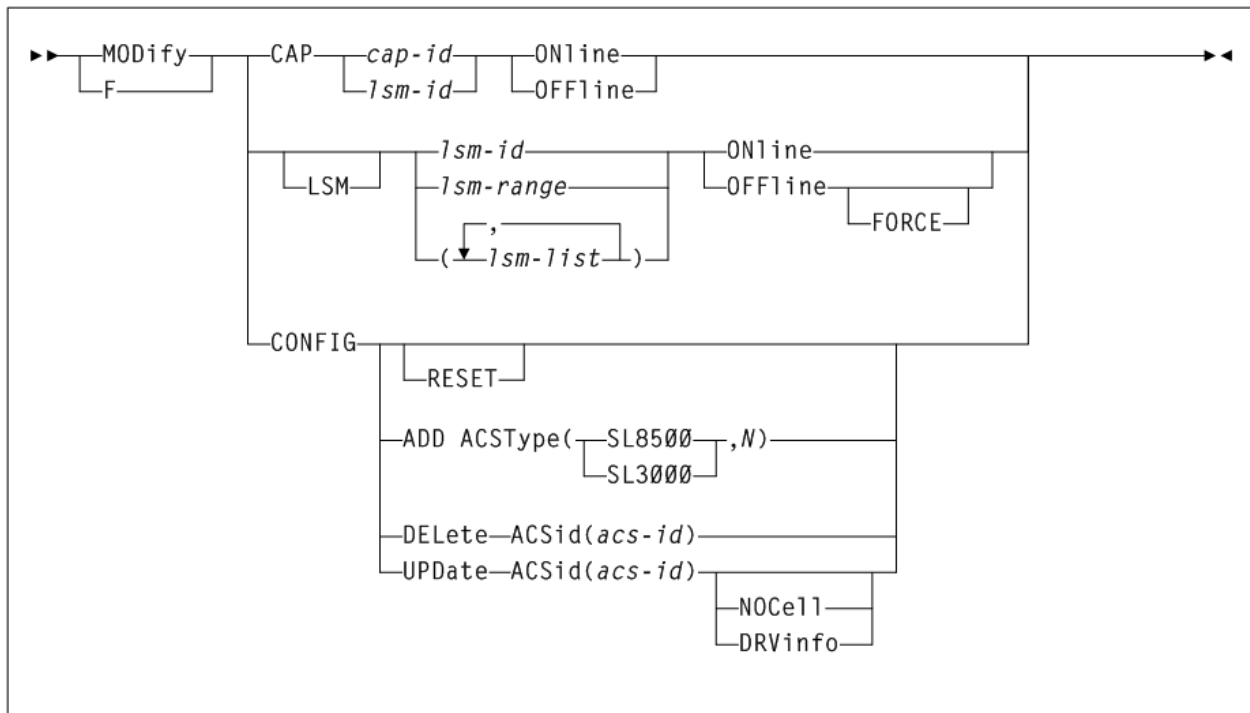 MODify CAP cap-id ONline
F lsm-id OFFline
lsm-id ONline
LSM lsm-range OFFline
, FORCE
( lsm-list )
CONFIG
RESET
ADD ACSType( SL8500 ,N)
SL3000
DELete ACSid(acs-id)
UPDate ACSid(acs-id)
NOCell
DRVinfo